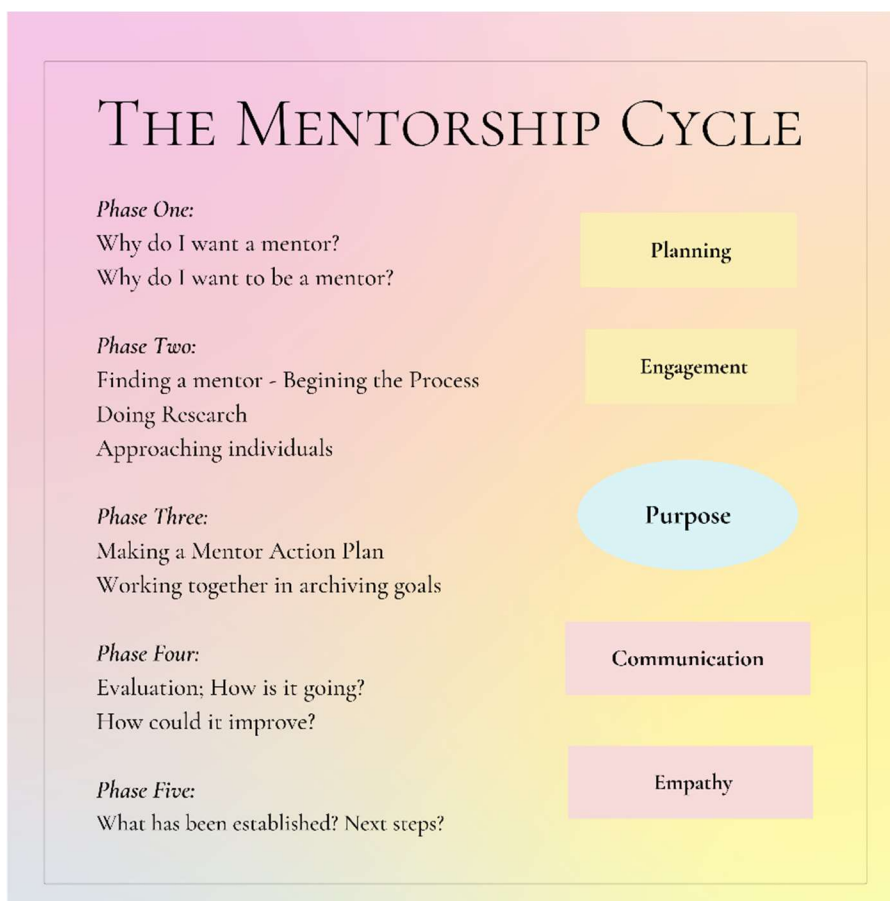 THE MENTORSHIP CYCLE
Phase One:
Why do I want a mentor?
Why do I want to be a mentor?
Phase Two:
Finding a mentor - Begining the Process
Doing Research
Approaching individuals
Phase Three:
Making a Mentor Action Plan
Working together in archiving goals
Phase Four:
Evaluation; How is it going?
How could it improve?
Phase Five:
What has been established? Next steps?
Planning
Engagement
Purpose
Communication
Empathy